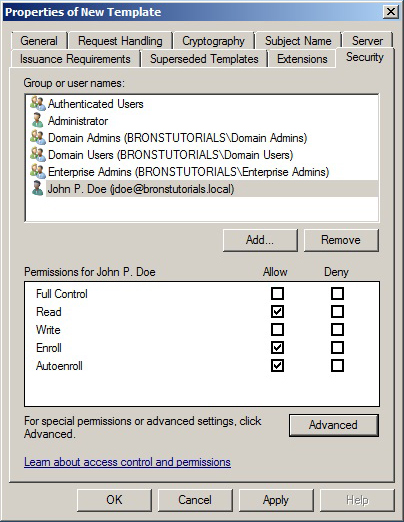 Properties of New Template
General Request Handling Cryptography Subject Name Server
Issuance Requirements Superseded Templates Extensions Security
Group or user names:
Authenticated Users
Administrator
Domain Admins (BRONSTUTORIALS\Domain Admins)
Domain Users (BRONSTUTORIALS\Domain Users)
Enterprise Admins (BRONSTUTORIALS\Enterprise Admins)
John P. Doe (jdoe@bronstutorials.local)
Add... Remove
Permissions for John P. Doe Allow Deny
Full Control
Read
Write
Enroll
Autoenroll
For special permissions or advanced settings, click
Advanced.
Advanced
Learn about access control and permissions
OK Cancel Apply Help